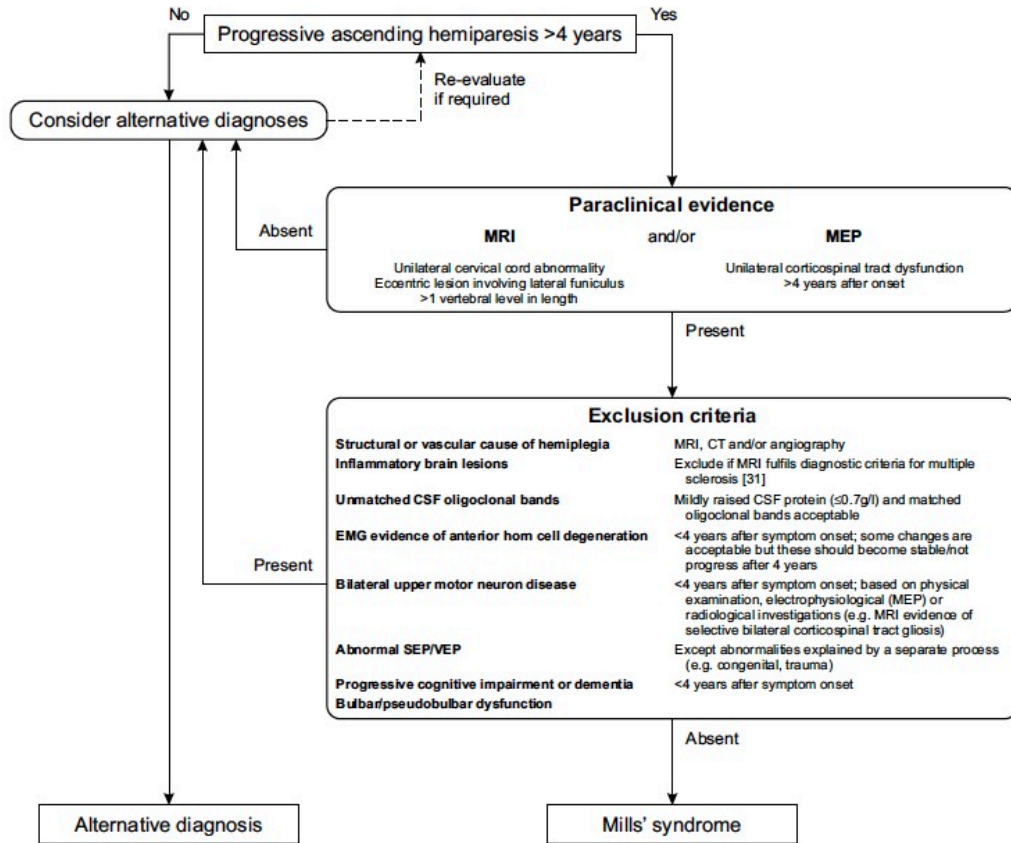 No
Yes
Progressive ascending hemiparesis >4 years
Re-evaluate
if required
Consider alternative diagnoses
Paraclinical evidence
MRI and/or MEP
Absent
Unilateral cervical cord abnormality
Eccentric lesion involving lateral funiculus
>1 vertebral level in length
Unilateral corticospinal tract dysfunction
>4 years after onset
Present
Exclusion criteria
Structural or vascular cause of hemiplegia MRI, CT and/or angiography
Inflammatory brain lesions Exclude if MRI fulfils diagnostic criteria for multiple
sclerosis [31]
Unmatched CSF oligoclonal bands Mildly raised CSF protein (≤0.7g/l) and matched
oligoclonal bands acceptable
EMG evidence of anterior horn cell degeneration <4 years after symptom onset; some changes are
acceptable but these should become stable/not
progress after 4 years
Present
Bilateral upper motor neuron disease <4 years after symptom onset; based on physical
examination, electrophysiological (MEP) or
radiological investigations (e.g. MRI evidence of
selective bilateral corticospinal tract gliosis)
Abnormal SEP/VEP Except abnormalities explained by a separate process
(e.g. congenital, trauma)
Progressive cognitive impairment or dementia <4 years after symptom onset
Bulbar/pseudobulbar dysfunction
Absent
Alternative diagnosis
Mills' syndrome